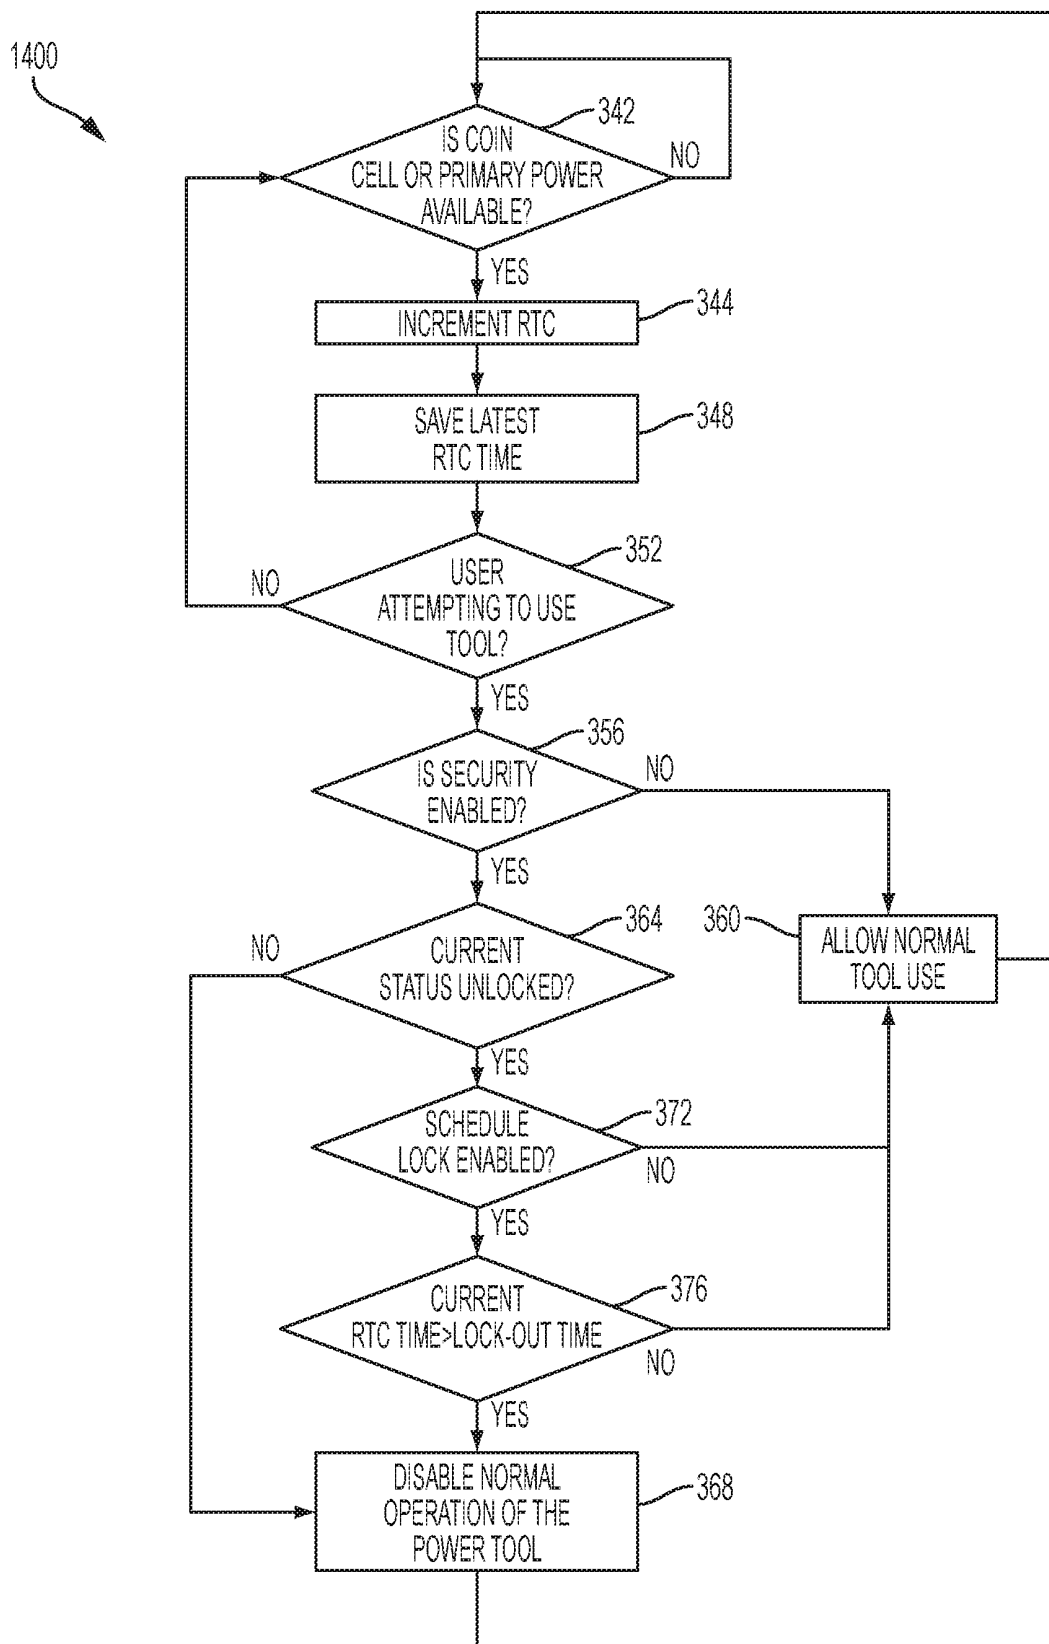 1400
342
IS COIN
CELL OR PRIMARY POWER
AVAILABLE?
NO
YES
344
INCREMENT RTC
348
SAVE LATEST
RTC TIME
352
USER
ATTEMPTING TO USE
TOOL?
NO
YES
356
IS SECURITY
ENABLED?
NO
YES
360
ALLOW NORMAL
TOOL USE
364
CURRENT
STATUS UNLOCKED?
NO
YES
372
SCHEDULE
LOCK ENABLED?
NO
YES
376
CURRENT
RTC TIME>LOCK-OUT TIME
NO
YES
368
DISABLE NORMAL
OPERATION OF THE
POWER TOOL